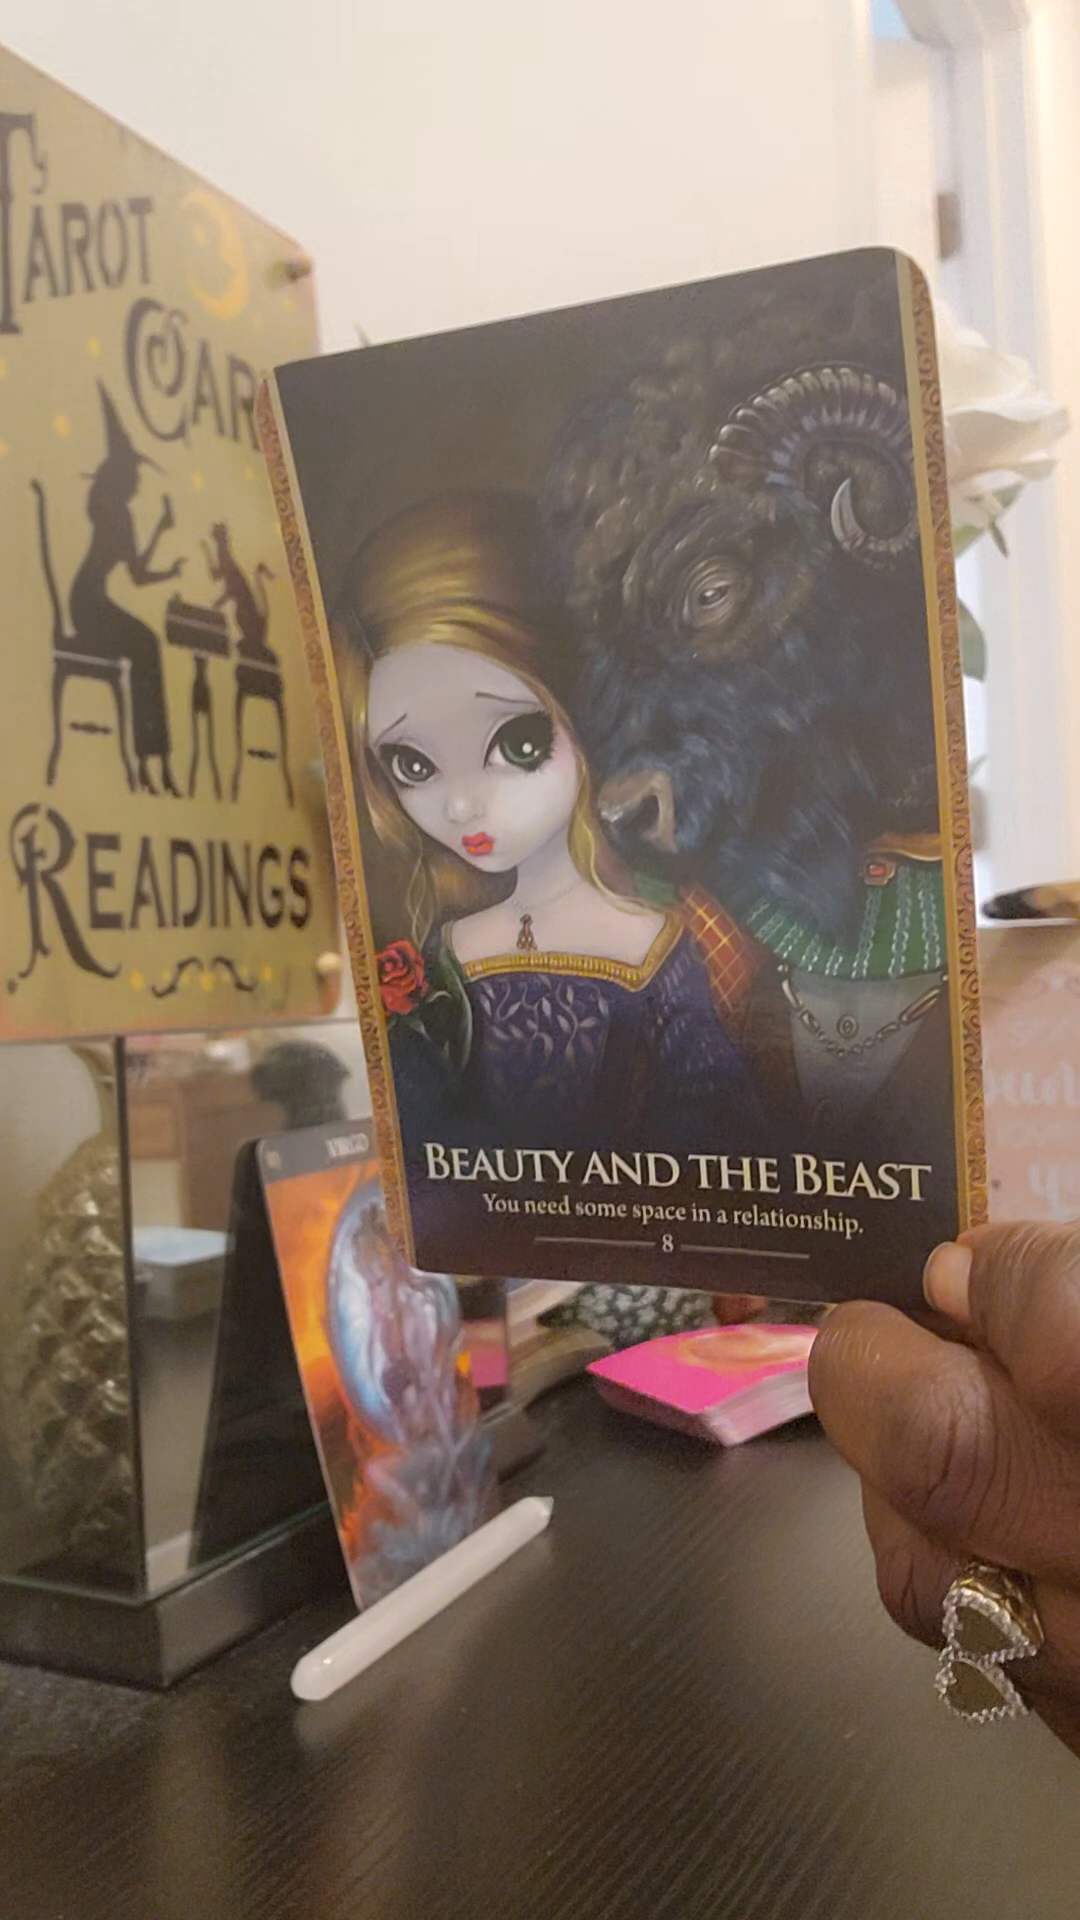 TAROT
CAR
READINGS
VIRGO
BEAUTY AND THE BEAST
You need some space in a relationship.
8